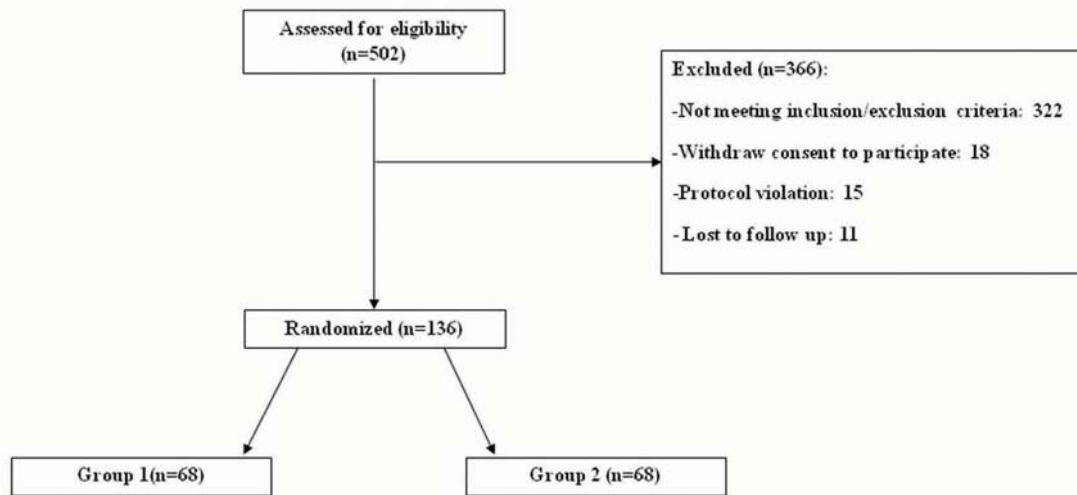 Assessed for eligibility
(n=502)
Excluded (n=366):
-Not meeting inclusion/exclusion criteria: 322
-Withdraw consent to participate: 18
-Protocol violation: 15
-Lost to follow up: 11
Randomized (n=136)
Group 1(n=68)
Group 2 (n=68)